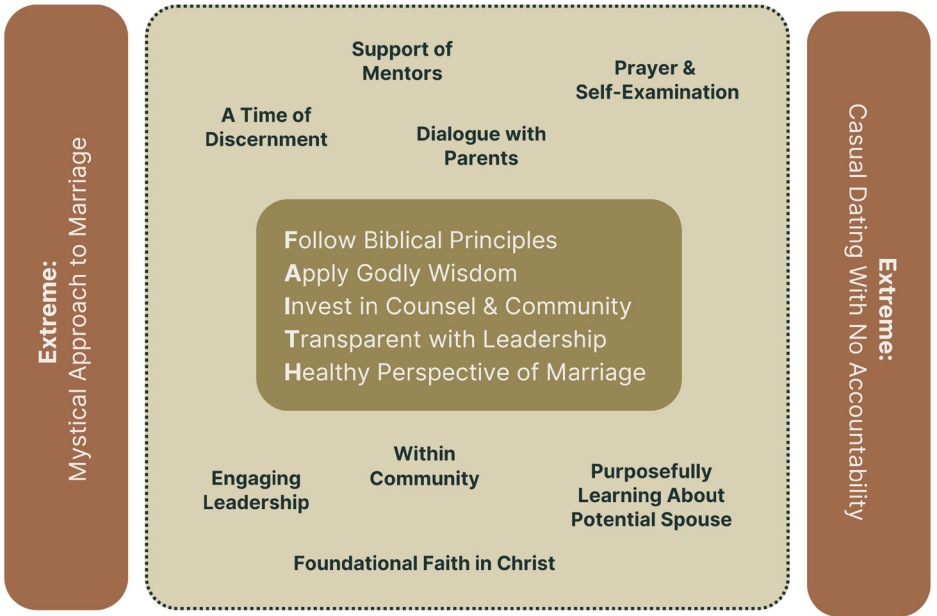 Extreme:
Mystical Approach to Marriage
Support of
Mentors
Prayer &
Self-Examination
A Time of
Discernment
Dialogue with
Parents
Follow Biblical Principles
Apply Godly Wisdom
Invest in Counsel & Community
Transparent with Leadership
Healthy Perspective of Marriage
Within
Community
Engaging
Leadership
Purposefully
Learning About
Potential Spouse
Foundational Faith in Christ
Extreme:
Casual Dating With No Accountability